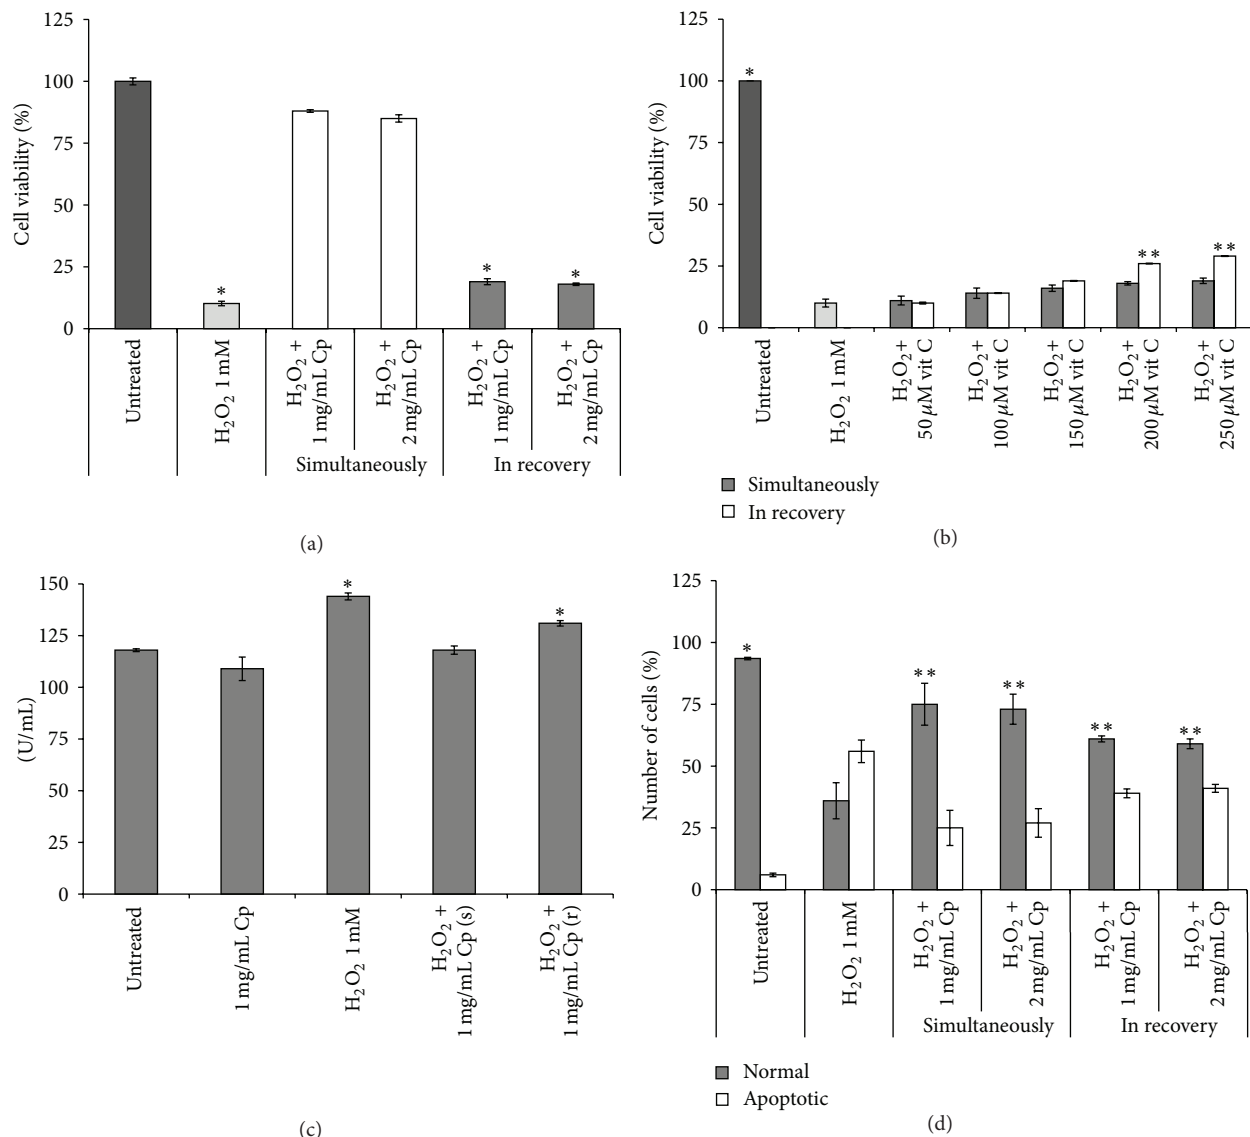 125
100
75
50
25
0
Cell viability (%)
*
*
*
Untreated
H₂O₂ 1 mM
H₂O₂ +
1 mg/mL Cp
H₂O₂ +
2 mg/mL Cp
H₂O₂ +
1 mg/mL Cp
H₂O₂ +
2 mg/mL Cp
Simultaneously
In recovery
(a)
125
100
75
50
25
0
Cell viability (%)
*
**
**
Untreated
H₂O₂ 1 mM
H₂O₂+
50 μM vit C
H₂O₂+
100 μM vit C
H₂O₂+
150 μM vit C
H₂O₂+
200 μM vit C
H₂O₂+
250 μM vit C
Simultaneously
In recovery
(b)
150
125
100
75
50
25
0
(U/mL)
*
*
Untreated
1 mg/mL Cp
H₂O₂ 1 mM
H₂O₂ +
1 mg/mL Cp (s)
H₂O₂ +
1 mg/mL Cp (r)
(c)
125
100
75
50
25
0
Number of cells (%)
*
**
**
**
**
Untreated
H₂O₂ 1 mM
H₂O₂ +
1 mg/mL Cp
H₂O₂ +
2 mg/mL Cp
H₂O₂ +
1 mg/mL Cp
H₂O₂ +
2 mg/mL Cp
Simultaneously
In recovery
Normal
Apoptotic
(d)